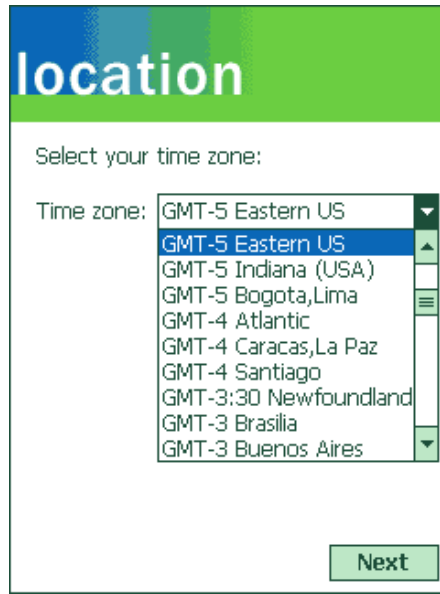 location
Select your time zone:
Time zone: GMT-5 Eastern US
GMT-5 Eastern US
GMT-5 Indiana (USA)
GMT-5 Bogota,Lima
GMT-4 Atlantic
GMT-4 Caracas,La Paz
GMT-4 Santiago
GMT-3:30 Newfoundland
GMT-3 Brasilia
GMT-3 Buenos Aires
Next